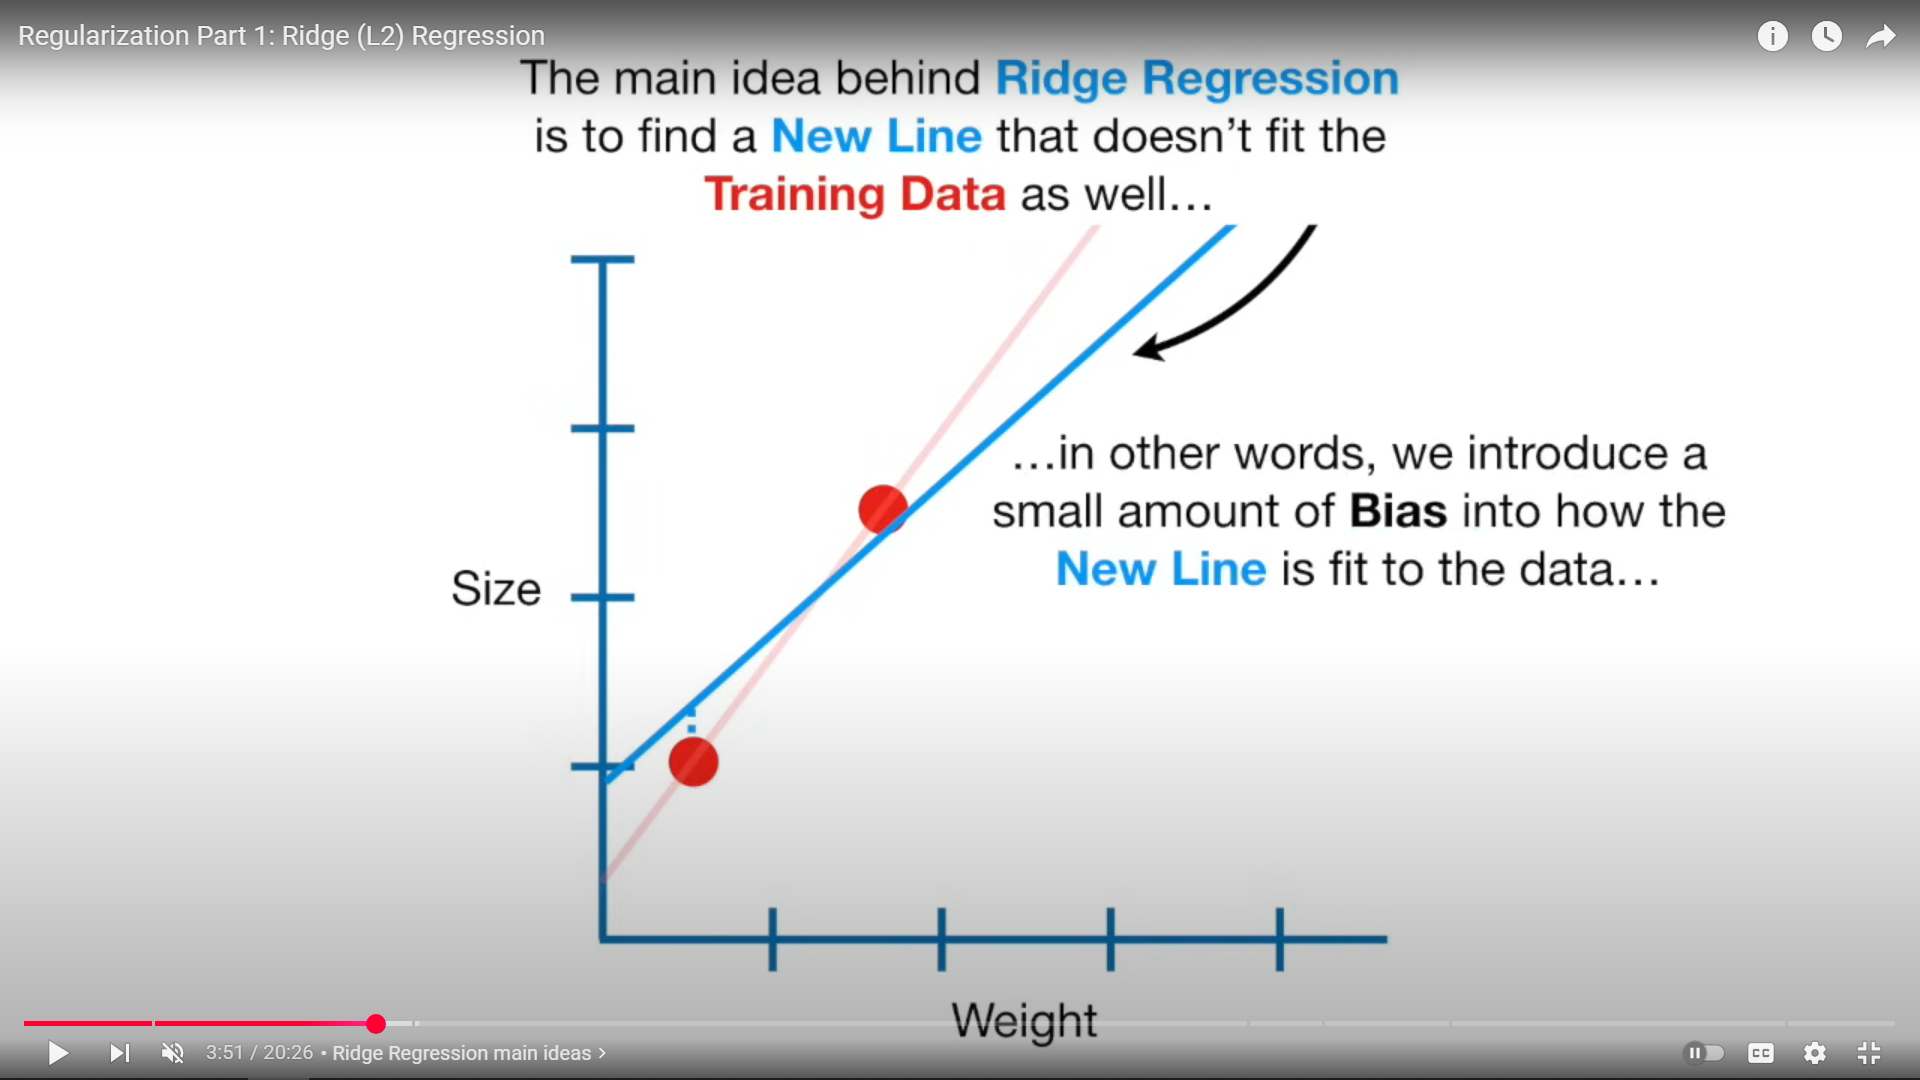 Regularization Part 1: Ridge (L2) Regression
The main idea behind Ridge Regression
is to find a New Line that doesn’t fit the
Training Data as well…
…in other words, we introduce a
small amount of Bias into how the
New Line is fit to the data…
Size
Weight
3:51 / 20:26 • Ridge Regression main ideas >
CC